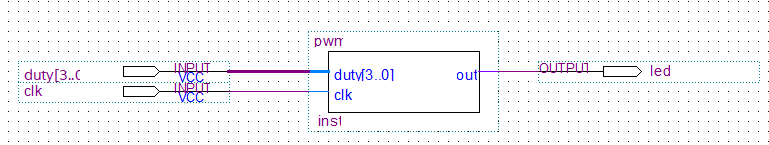 pwm
INPUT
VCC
duty[3..0
duty[3..0]
out
OUTPUT
led
INPUT
VCC
clk
clk
inst